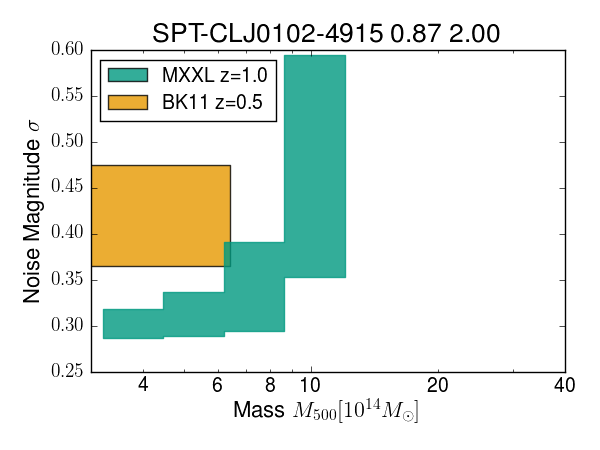 SPT-CLJ0102-4915 0.87 2.00
0.60
0.55
0.50
0.45
0.40
0.35
0.30
0.25
Noise Magnitude σ
MXXL z=1.0
BK11 z=0.5
4 6 8 10 20 40
Mass M₅₀₀[10¹⁴M⊙]